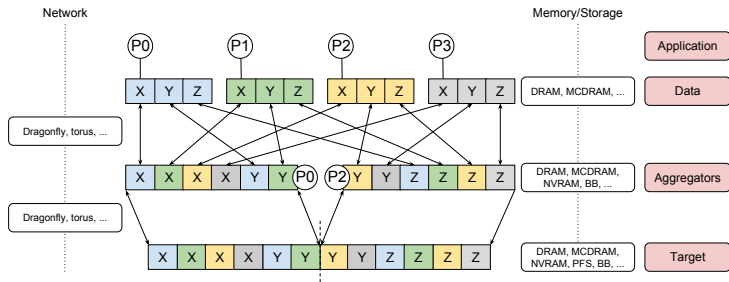 Network
Memory/Storage
P0 P1 P2 P3
Application
X Y Z X Y Z X Y Z X Y Z
DRAM, MCDRAM, ...
Data
Dragonfly, torus, ...
X X X X Y Y P0 P2 Y Y Z Z Z Z
DRAM, MCDRAM,
NVRAM, BB, ...
Aggregators
Dragonfly, torus, ...
X X X X Y Y Y Y Z Z Z Z
DRAM, MCDRAM,
NVRAM, PFS, BB, ...
Target